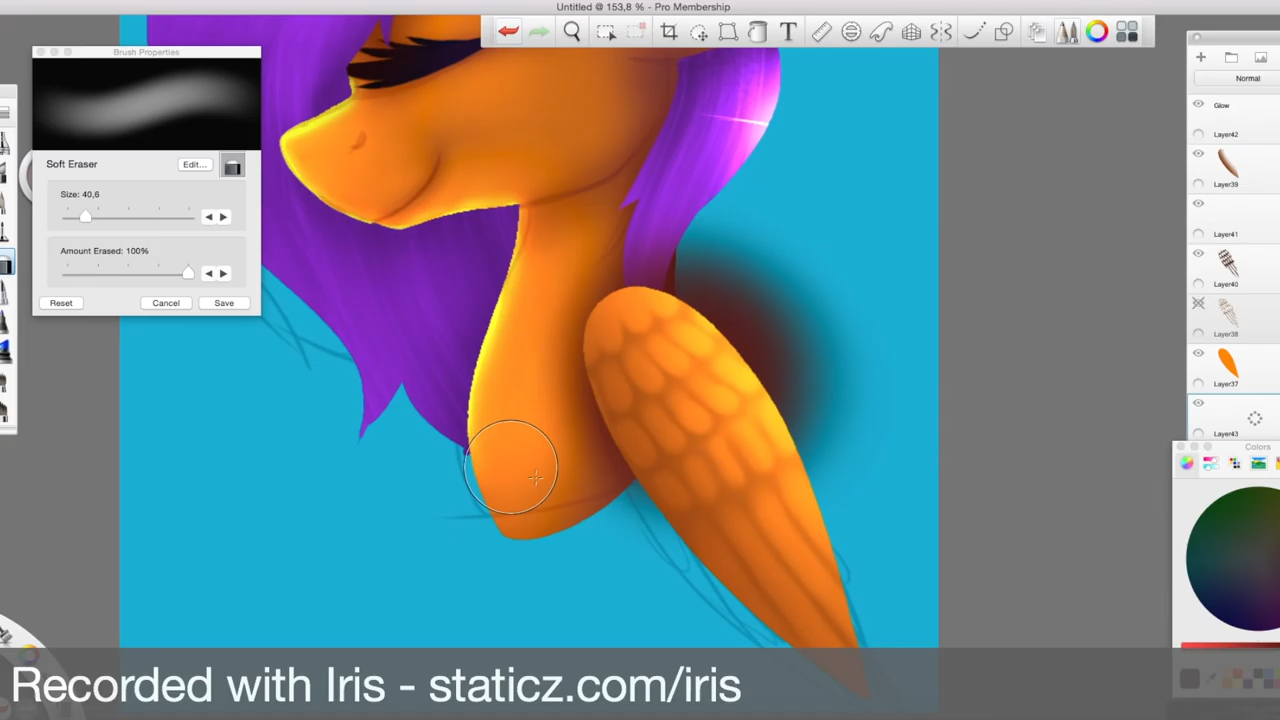 Untitled @ 153,8 % - Pro Membership
Brush Properties
Soft Eraser
Edit...
Size: 40,6
Amount Erased: 100%
Reset
Cancel
Save
T
Normal
Glow
Layer42
Layer39
Layer41
Layer40
Layer38
Layer37
Layer43
Colors
Recorded with Iris - staticz.com/iris